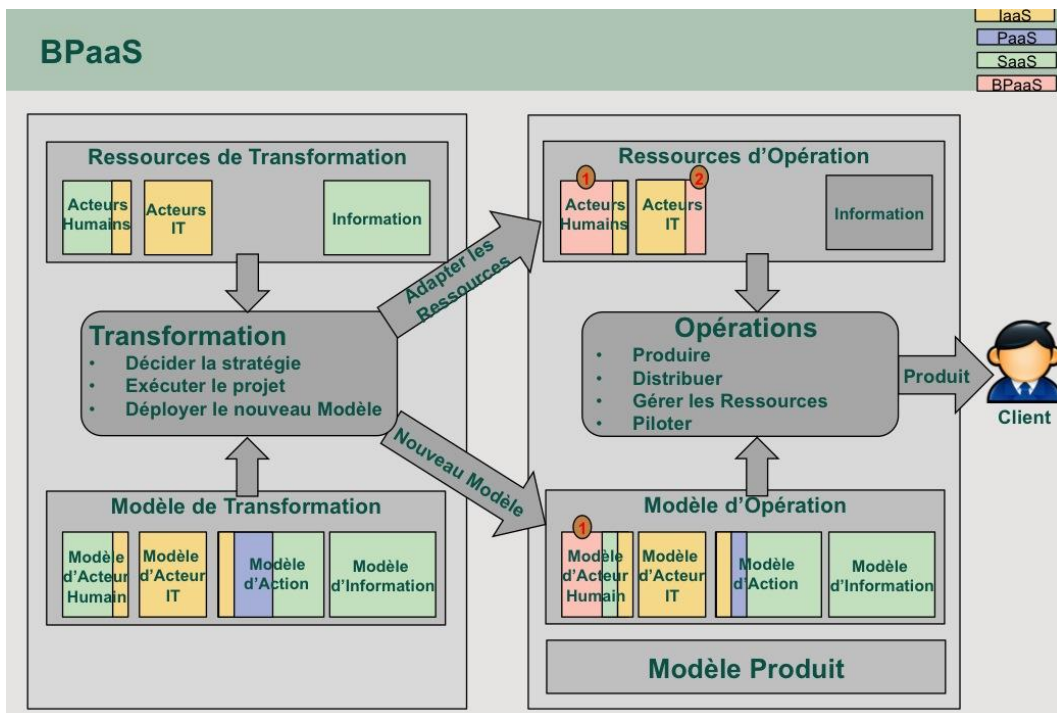 IaaS
BPaaS
PaaS
SaaS
BPaaS
Ressources de Transformation
Acteurs
Humains
Acteurs
IT
Information
Transformation
• Décider la stratégie
• Exécuter le projet
• Déployer le nouveau Modèle
Modèle de Transformation
Modèle
d'Acteur
Humain
Modèle
d'Acteur
IT
Modèle
d'Action
Modèle
d'Information
Adapter les
Ressources
Nouveau Modèle
Ressources d'Opération
1
Acteurs
Humains
2
Acteurs
IT
Information
Opérations
• Produire
• Distribuer
• Gérer les Ressources
• Piloter
Produit
Client
Modèle d'Opération
1
Modèle
d'Acteur
Humain
Modèle
d'Acteur
IT
Modèle
d'Action
Modèle
d'Information
Modèle Produit